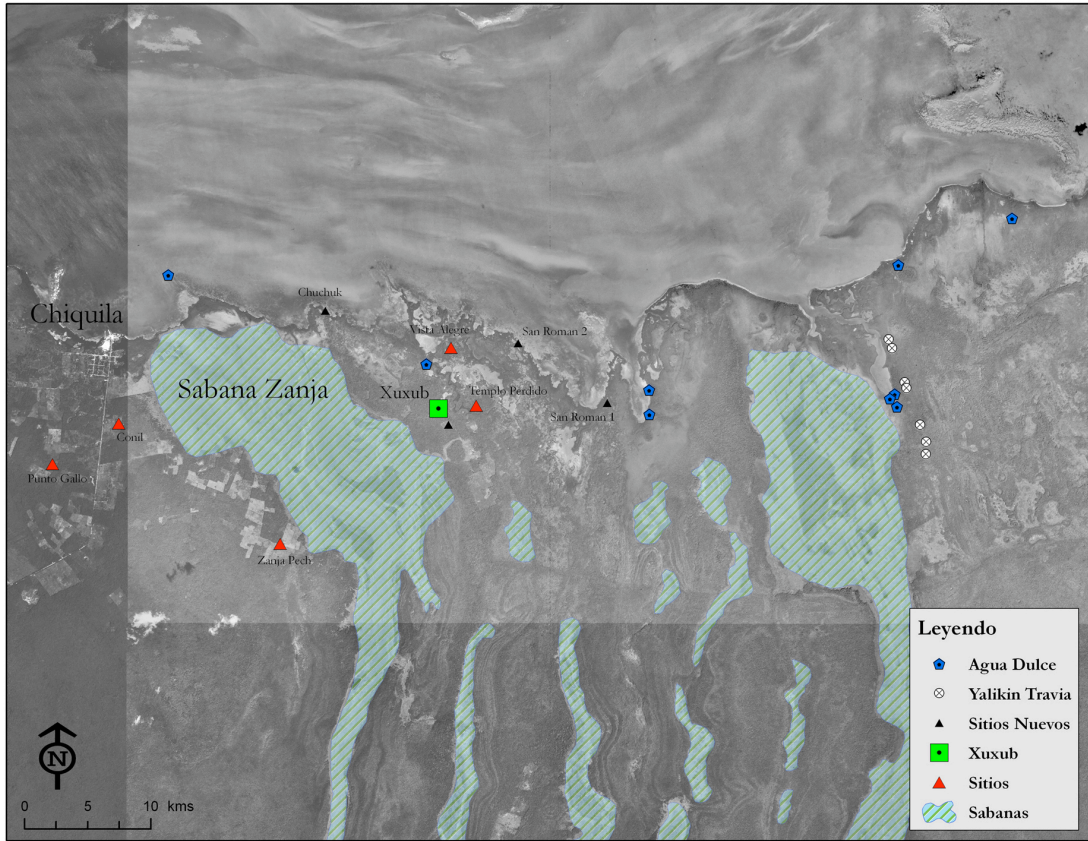 Chuchuk
Chiquila
San Roman 2
Vista Alegre
Sabana Zanja
Xuxub
Templo Perdido
San Roman 1
Conil
Punto Gallo
Zanja Pech
N
0 5 10 kms
Leyendo
Agua Dulce
Yalikin Travia
Sitios Nuevos
Xuxub
Sitios
Sabanas